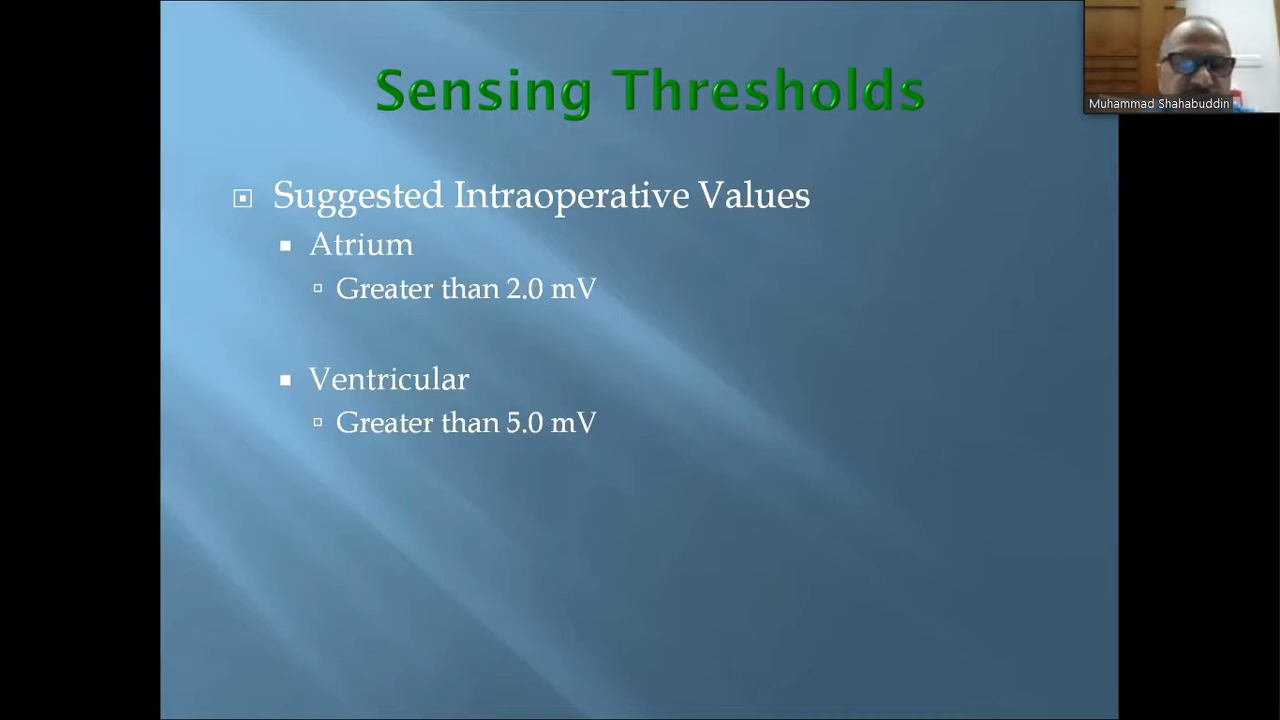 Sensing Thresholds
Muhammad Shahabuddin
Suggested Intraoperative Values
Atrium
Greater than 2.0 mV
Ventricular
Greater than 5.0 mV